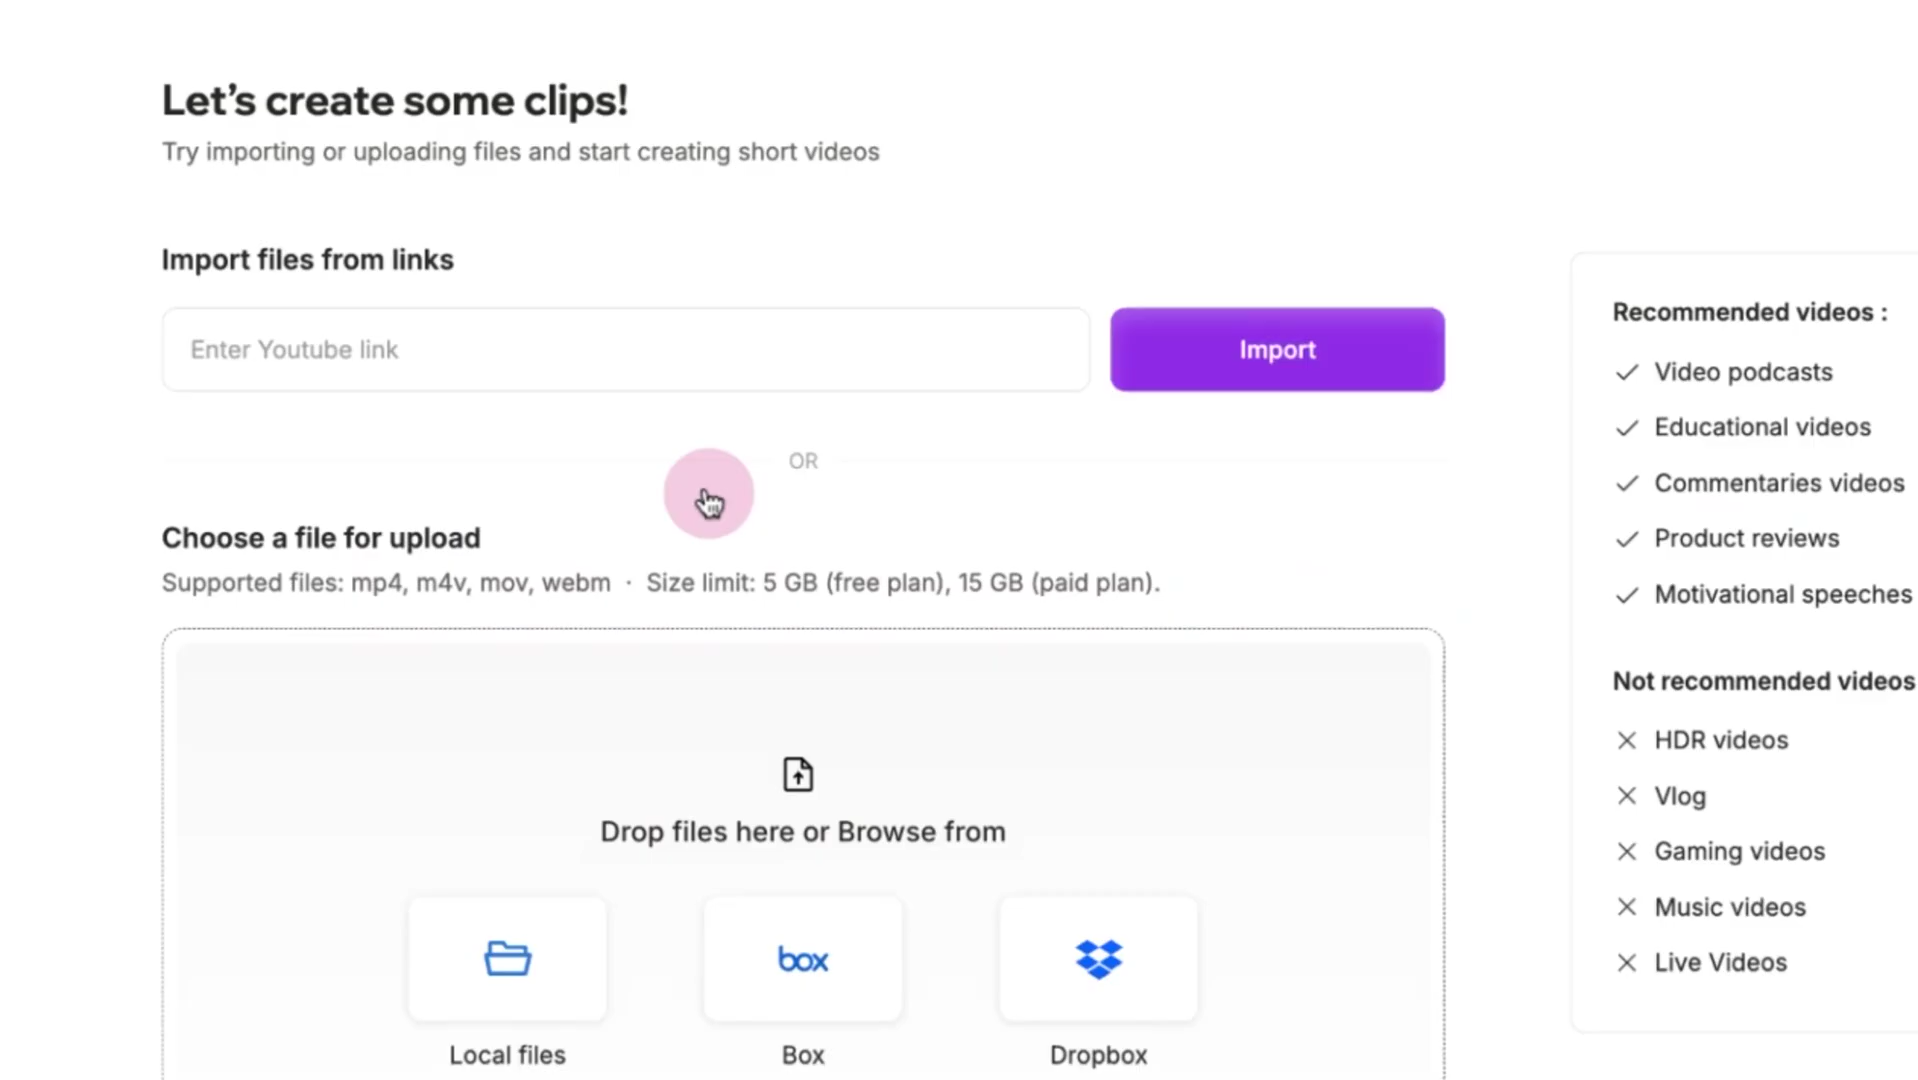 Let's create some clips!
Try importing or uploading files and start creating short videos
Import files from links
Enter Youtube link
Import
OR
Choose a file for upload
Supported files: mp4, m4v, mov, webm · Size limit: 5 GB (free plan), 15 GB (paid plan).
Drop files here or Browse from
box
Local files
Box
Dropbox
Recommended videos :
Video podcasts
Educational videos
Commentaries videos
Product reviews
Motivational speeches
Not recommended videos
HDR videos
Vlog
Gaming videos
Music videos
Live Videos